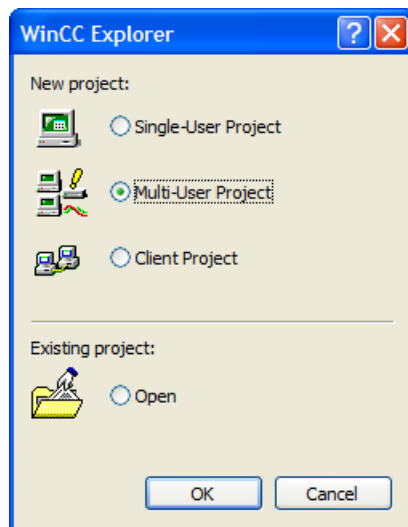 WinCC Explorer
New project:
Single-User Project
Multi-User Project
Client Project
Existing project:
Open
OK
Cancel